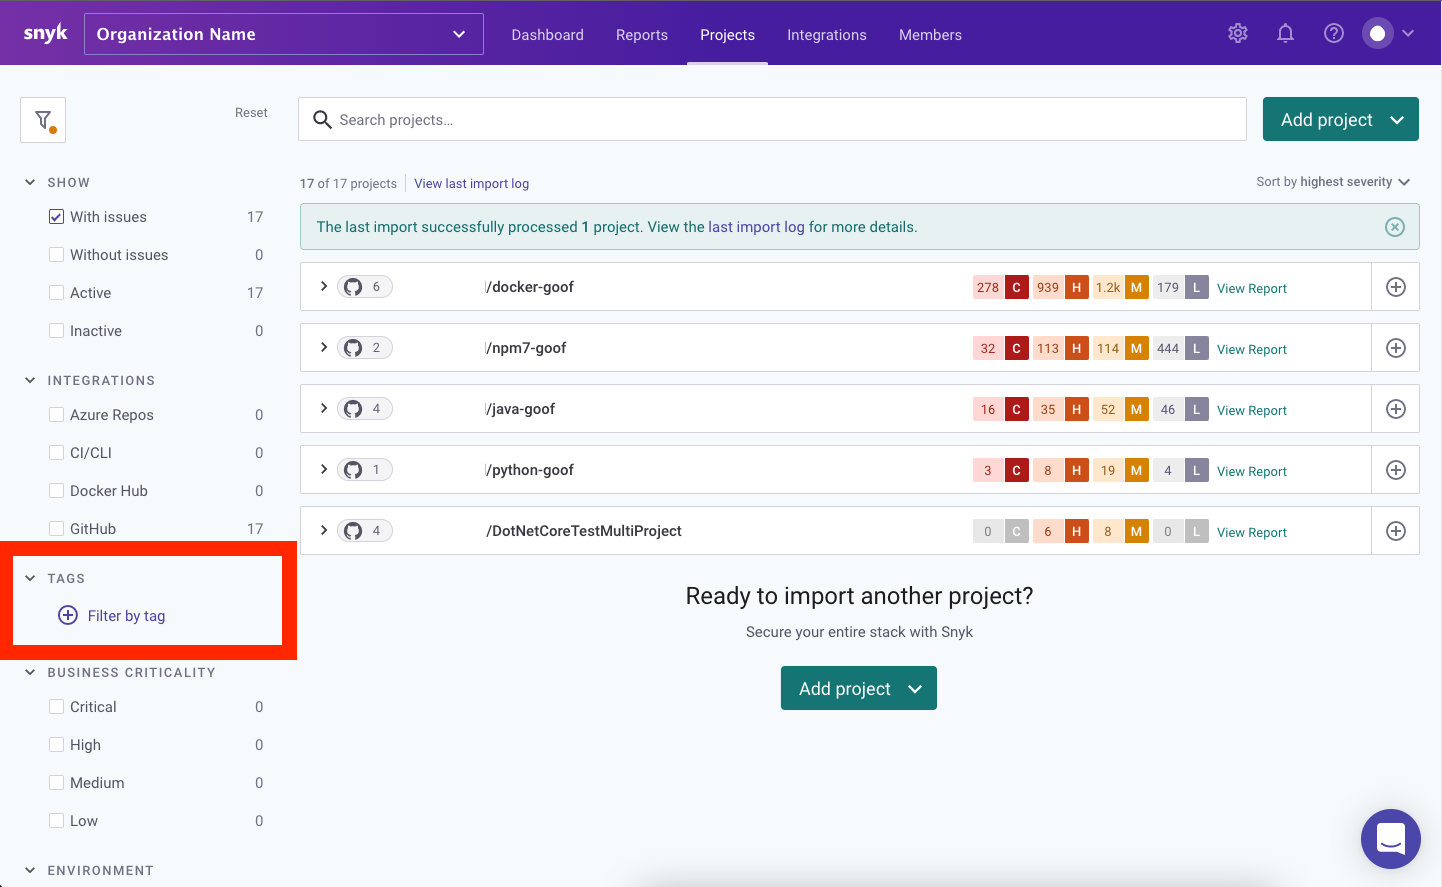 snyk
Organization Name
Dashboard Reports Projects Integrations Members
Reset
Search projects...
Add project
SHOW
With issues 17
Without issues 0
Active 17
Inactive 0
INTEGRATIONS
Azure Repos 0
CI/CLI 0
Docker Hub 0
GitHub 17
TAGS
Filter by tag
BUSINESS CRITICALITY
Critical 0
High 0
Medium 0
Low 0
ENVIRONMENT
17 of 17 projects View last import log
Sort by highest severity
The last import successfully processed 1 project. View the last import log for more details.
6 /docker-goof 278 C 939 H 1.2k M 179 L View Report
2 /npm7-goof 32 C 113 H 114 M 444 L View Report
4 /java-goof 16 C 35 H 52 M 46 L View Report
1 /python-goof 3 C 8 H 19 M 4 L View Report
4 /DotNetCoreTestMultiProject 0 C 6 H 8 M 0 L View Report
Ready to import another project?
Secure your entire stack with Snyk
Add project